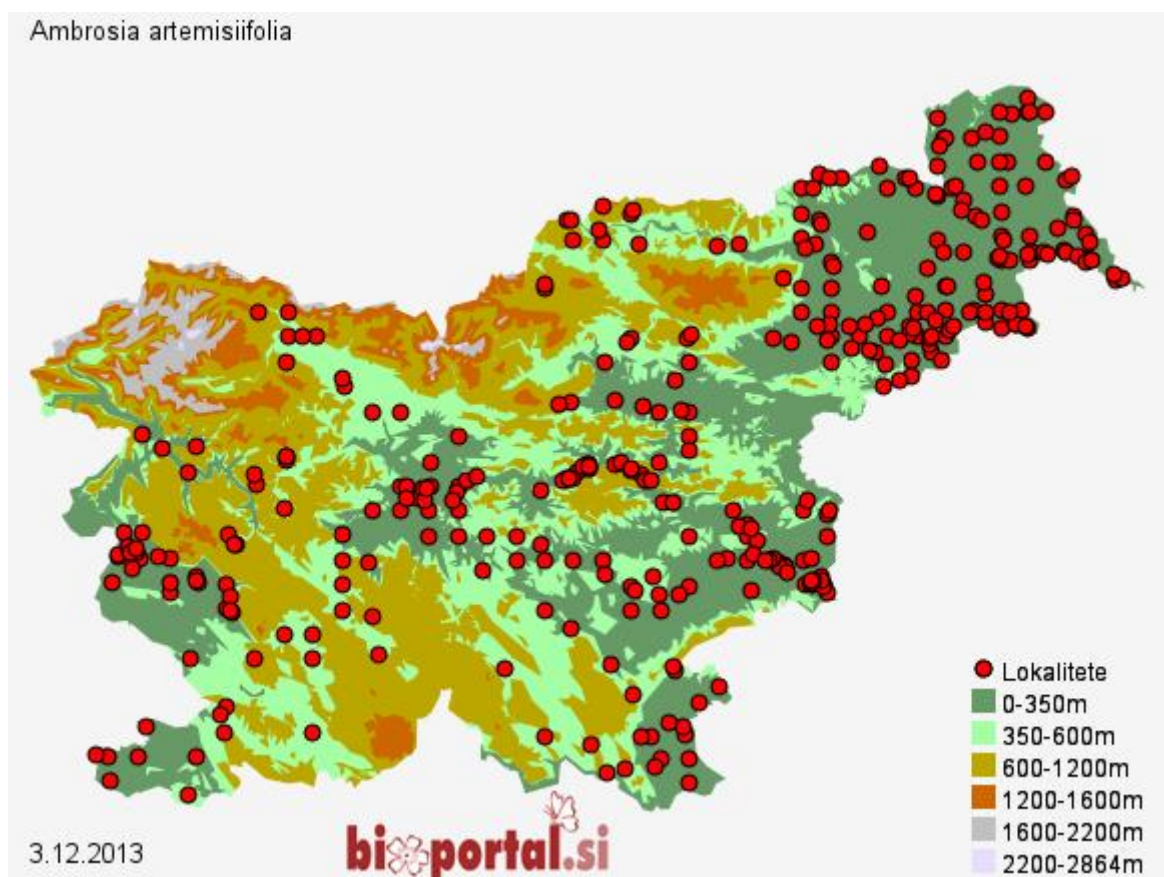 Ambrosia artemisiifolia
Lokalitete
0-350m
350-600m
600-1200m
1200-1600m
1600-2200m
2200-2864m
3.12.2013
bioportal.si